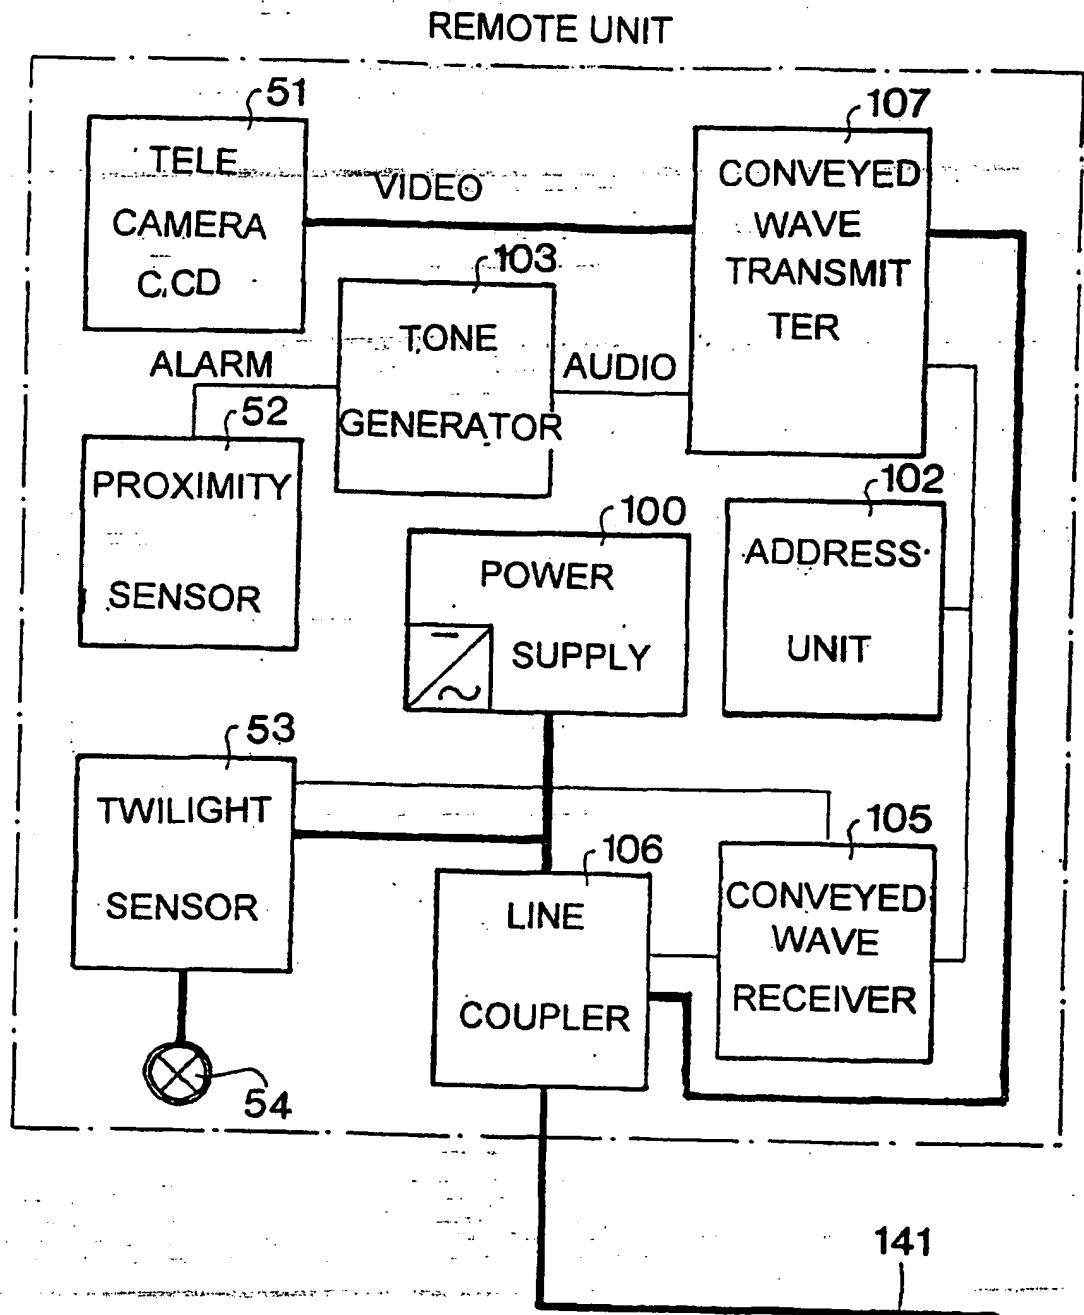 REMOTE UNIT
51
TELE
CAMERA
C.CD
VIDEO
107
CONVEYED
WAVE
TRANSMIT
TER
103
TONE
GENERATOR
ALARM
AUDIO
52
PROXIMITY
SENSOR
100
POWER
SUPPLY
102
ADDRESS
UNIT
53
TWILIGHT
SENSOR
54
106
LINE
COUPLER
105
CONVEYED
WAVE
RECEIVER
141